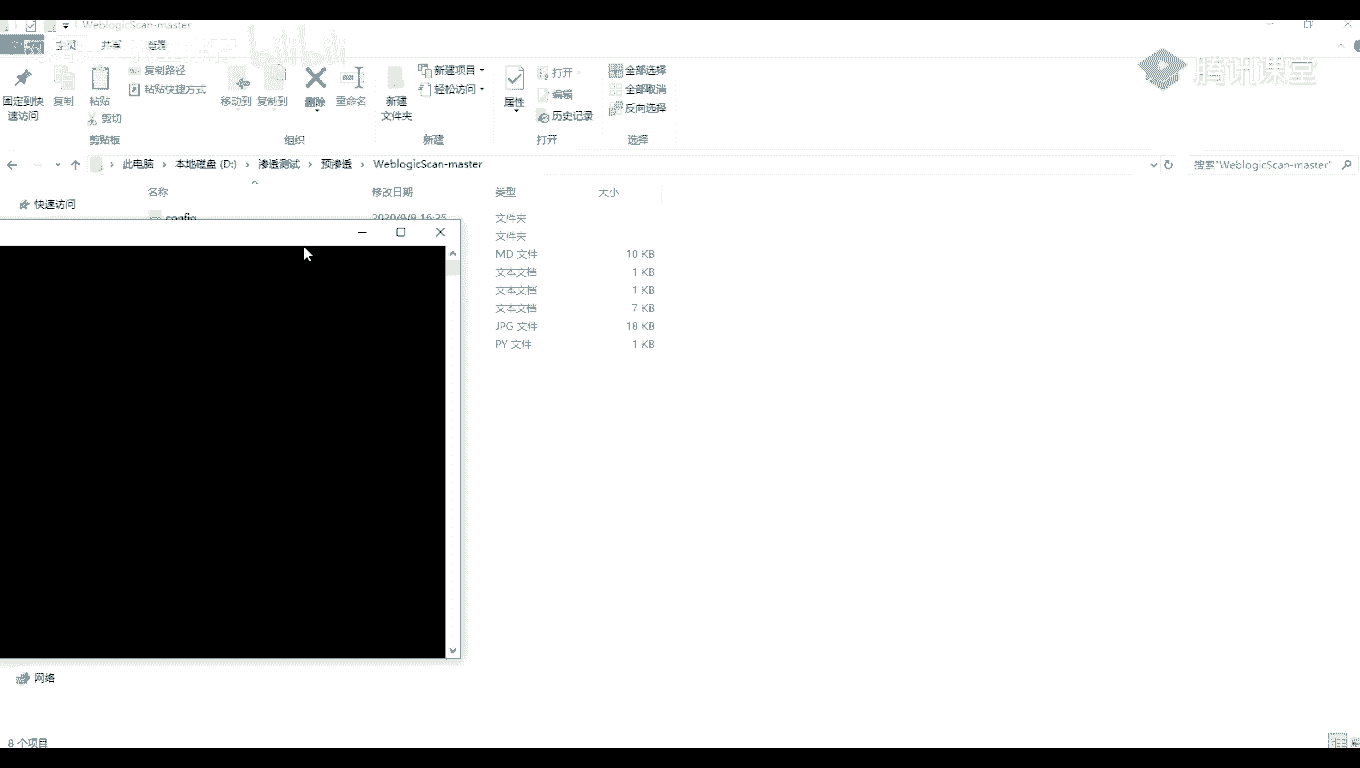 WeblogicScan-master
主页 共享 查看
bilibili
腾讯课堂
固定到快速访问
复制
粘贴
复制路径
粘贴快捷方式
剪切
剪贴板
移动到
复制到
删除
重命名
组织
新建项目
轻松访问
新建
文件夹
新建
属性
打开
编辑
历史记录
打开
全部选择
全部取消
反向选择
选择
此电脑 › 本地磁盘 (D:) › 渗透测试 › 预渗透 › WeblogicScan-master
搜索"WeblogicScan-master"
名称 修改日期 类型 大小
快速访问
config 2020/9/9 16:25 文件夹
文件夹
MD 文件 10 KB
文本文档 1 KB
文本文档 1 KB
文本文档 7 KB
JPG 文件 18 KB
PY 文件 1 KB
网络
8 个项目